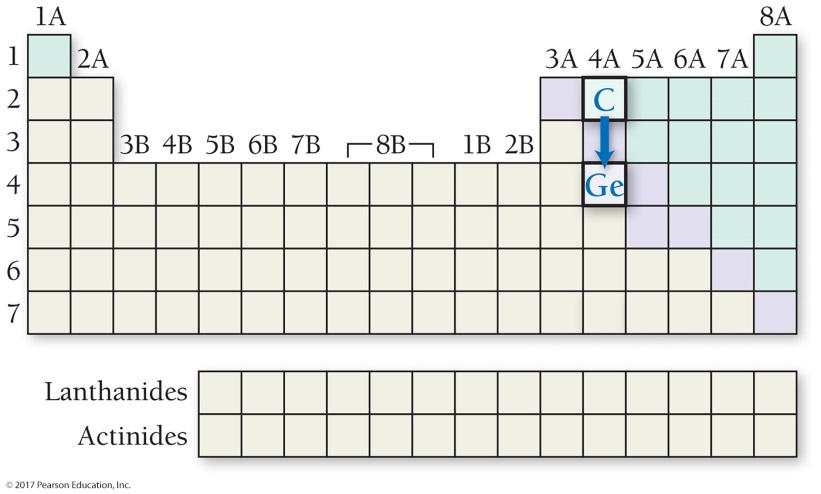 1A 8A
1 2A 3A 4A 5A 6A 7A
2 C
3 3B 4B 5B 6B 7B 8B 1B 2B
4 Ge
5
6
7
Lanthanides
Actinides
© 2017 Pearson Education, Inc.